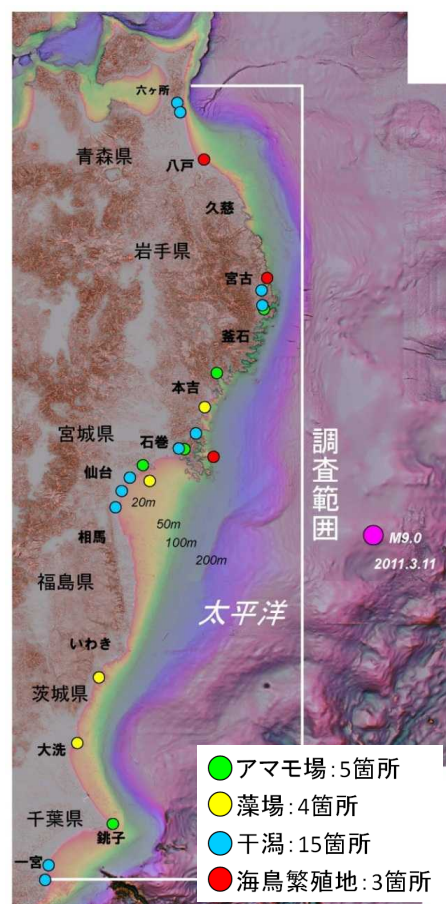 六ヶ所
青森県
八戸
久慈
岩手県
宮古
釜石
本吉
宮城県
石巻
仙台
20m
50m
100m
200m
相馬
福島県
調査範囲
M9.0
2011.3.11
太平洋
いわき
茨城県
大洗
千葉県
銚子
一宮
アマモ場:5箇所
藻場:4箇所
干潟:15箇所
海鳥繁殖地:3箇所